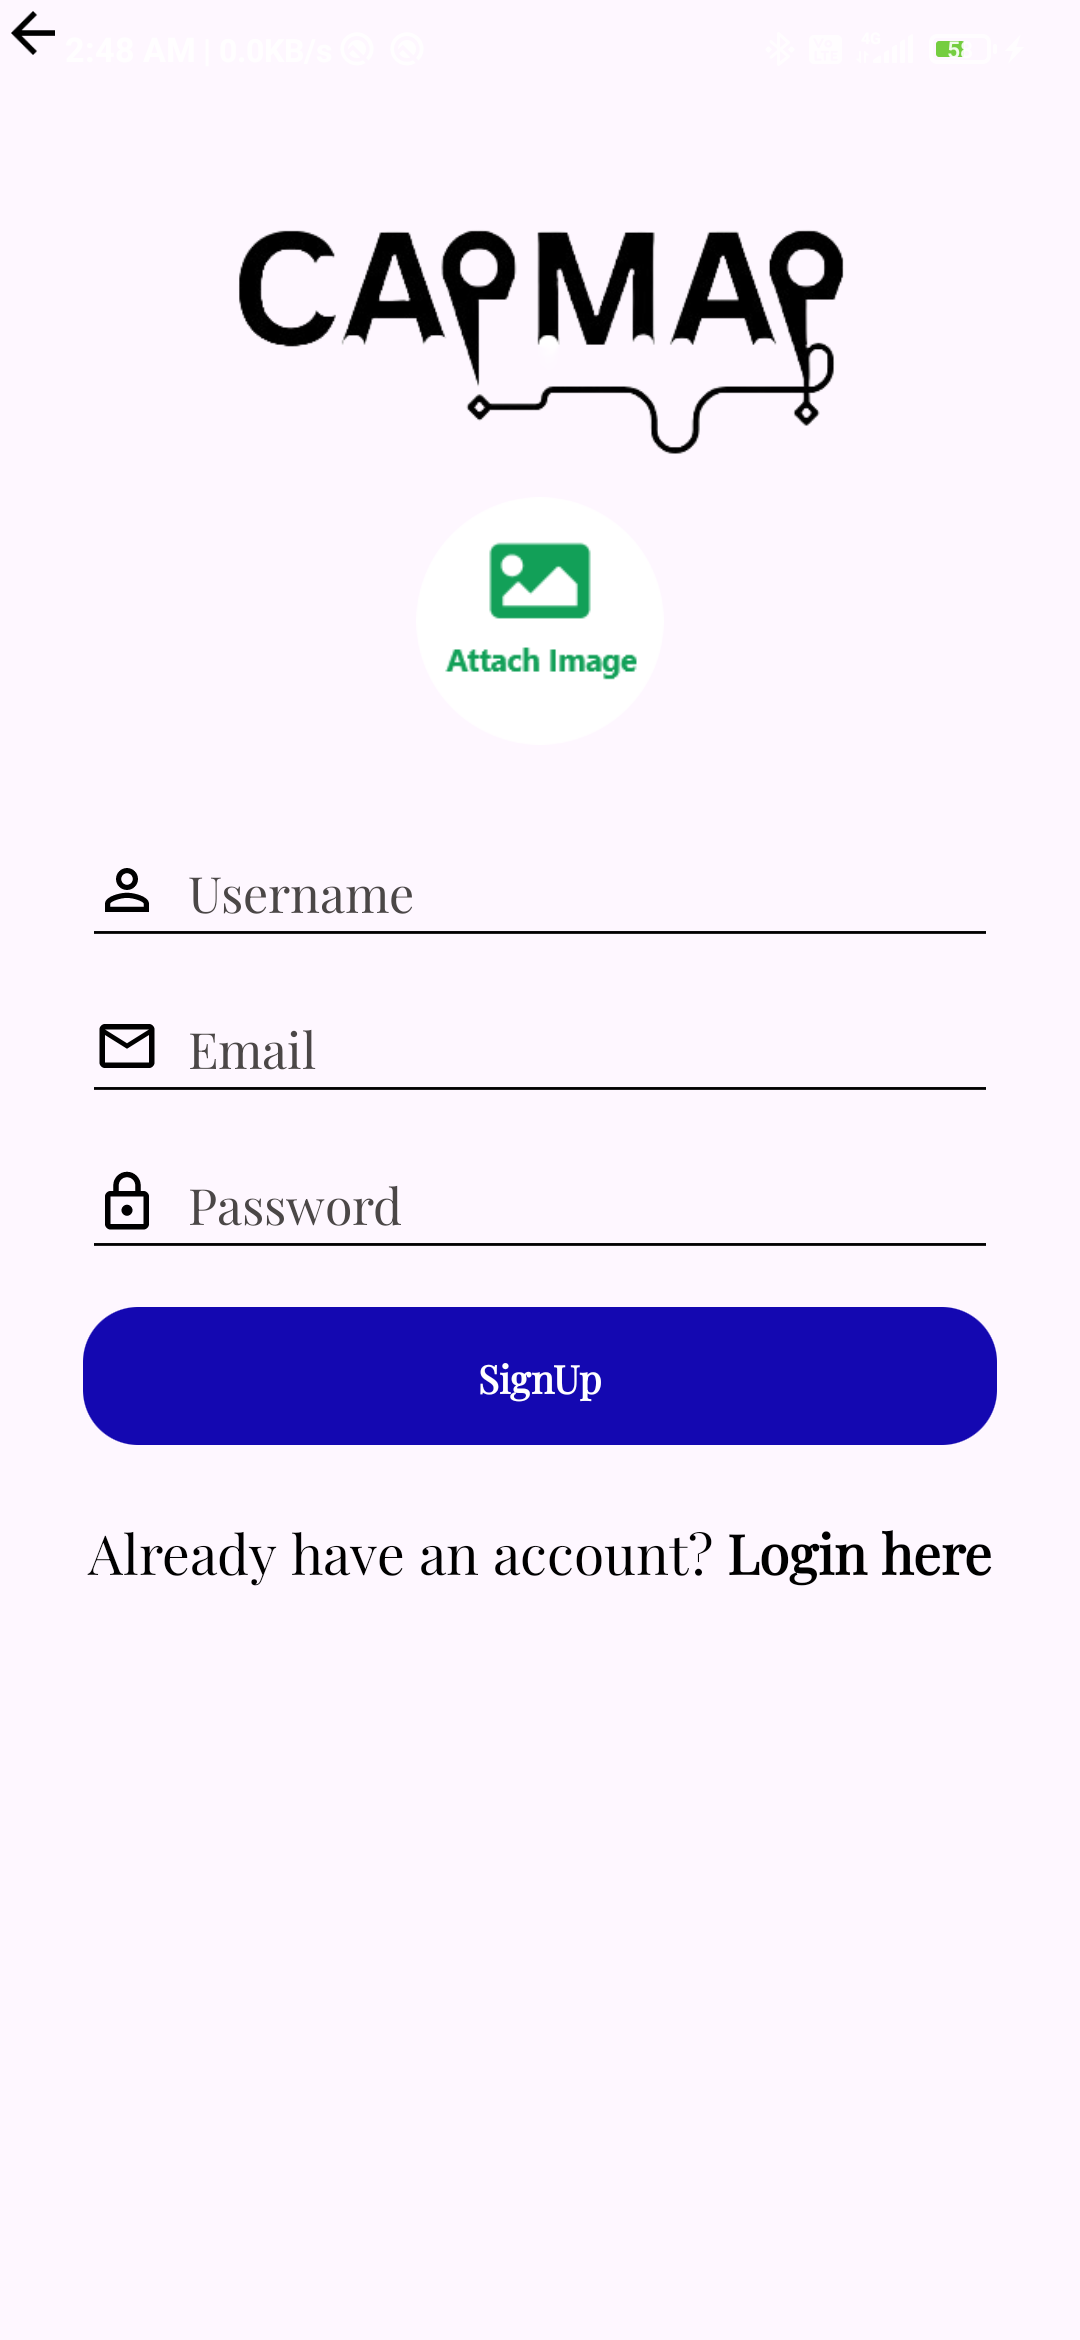 2:48 AM | 0.0KB/s
CAPMAP
Attach Image
Username
Email
Password
SignUp
Already have an account? Login here